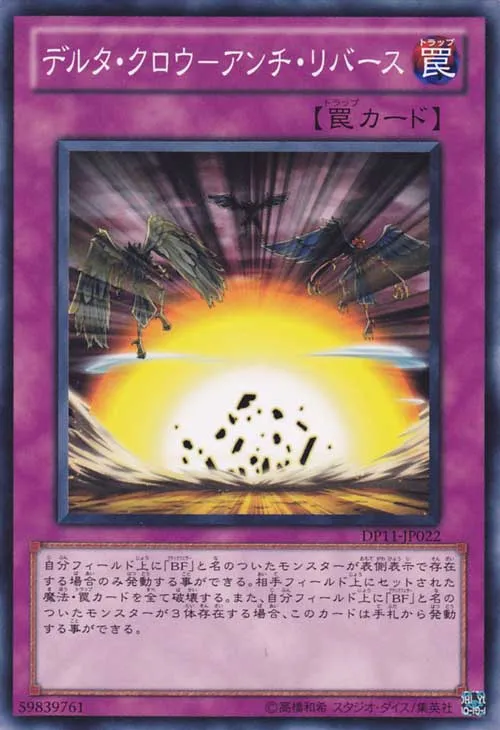 デルタ・クロウ－アンチ・リバース 罠
【罠カード】
DP11-JP022
自分フィールド上に「BF」と名のついたモンスターが表側表示で存在
する場合のみ発動する事ができる。相手フィールド上にセットされた
魔法・罠カードを全て破壊する。また、自分フィールド上に「BF」と名の
ついたモンスターが3体存在する場合、このカードは手札から発動
する事ができる。
59839761 ©高橋和希 スタジオ・ダイス/集英社